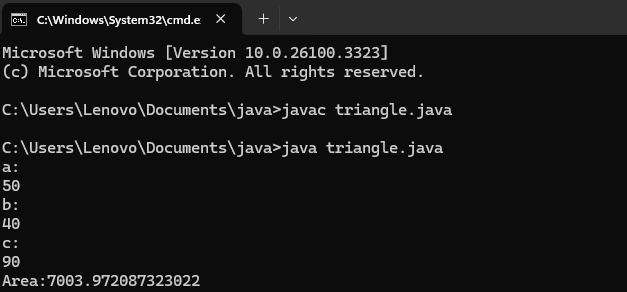 C:\Windows\System32\cmd.e:
Microsoft Windows [Version 10.0.26100.3323]
(c) Microsoft Corporation. All rights reserved.
C:\Users\Lenovo\Documents\java>javac triangle.java
C:\Users\Lenovo\Documents\java>java triangle.java
a:
50
b:
40
c:
90
Area:7003.972087323022